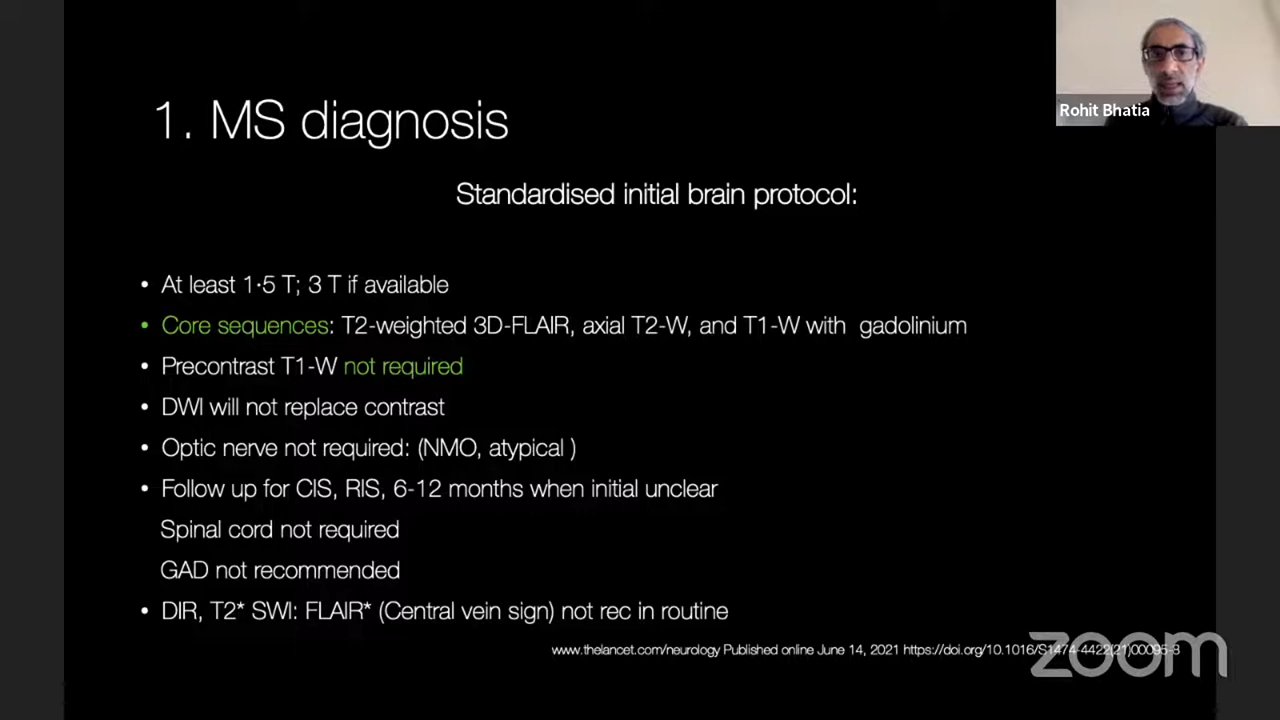 Rohit Bhatia
1. MS diagnosis
Standardised initial brain protocol:
• At least 1·5 T; 3 T if available
• Core sequences: T2-weighted 3D-FLAIR, axial T2-W, and T1-W with gadolinium
• Precontrast T1-W not required
• DWI will not replace contrast
• Optic nerve not required: (NMO, atypical )
• Follow up for CIS, RIS, 6-12 months when initial unclear
Spinal cord not required
GAD not recommended
• DIR, T2* SWI: FLAIR* (Central vein sign) not rec in routine
www.thelancet.com/neurology Published online June 14, 2021 https://doi.org/10.1016/S1474-4422(21)00095-3
zoom